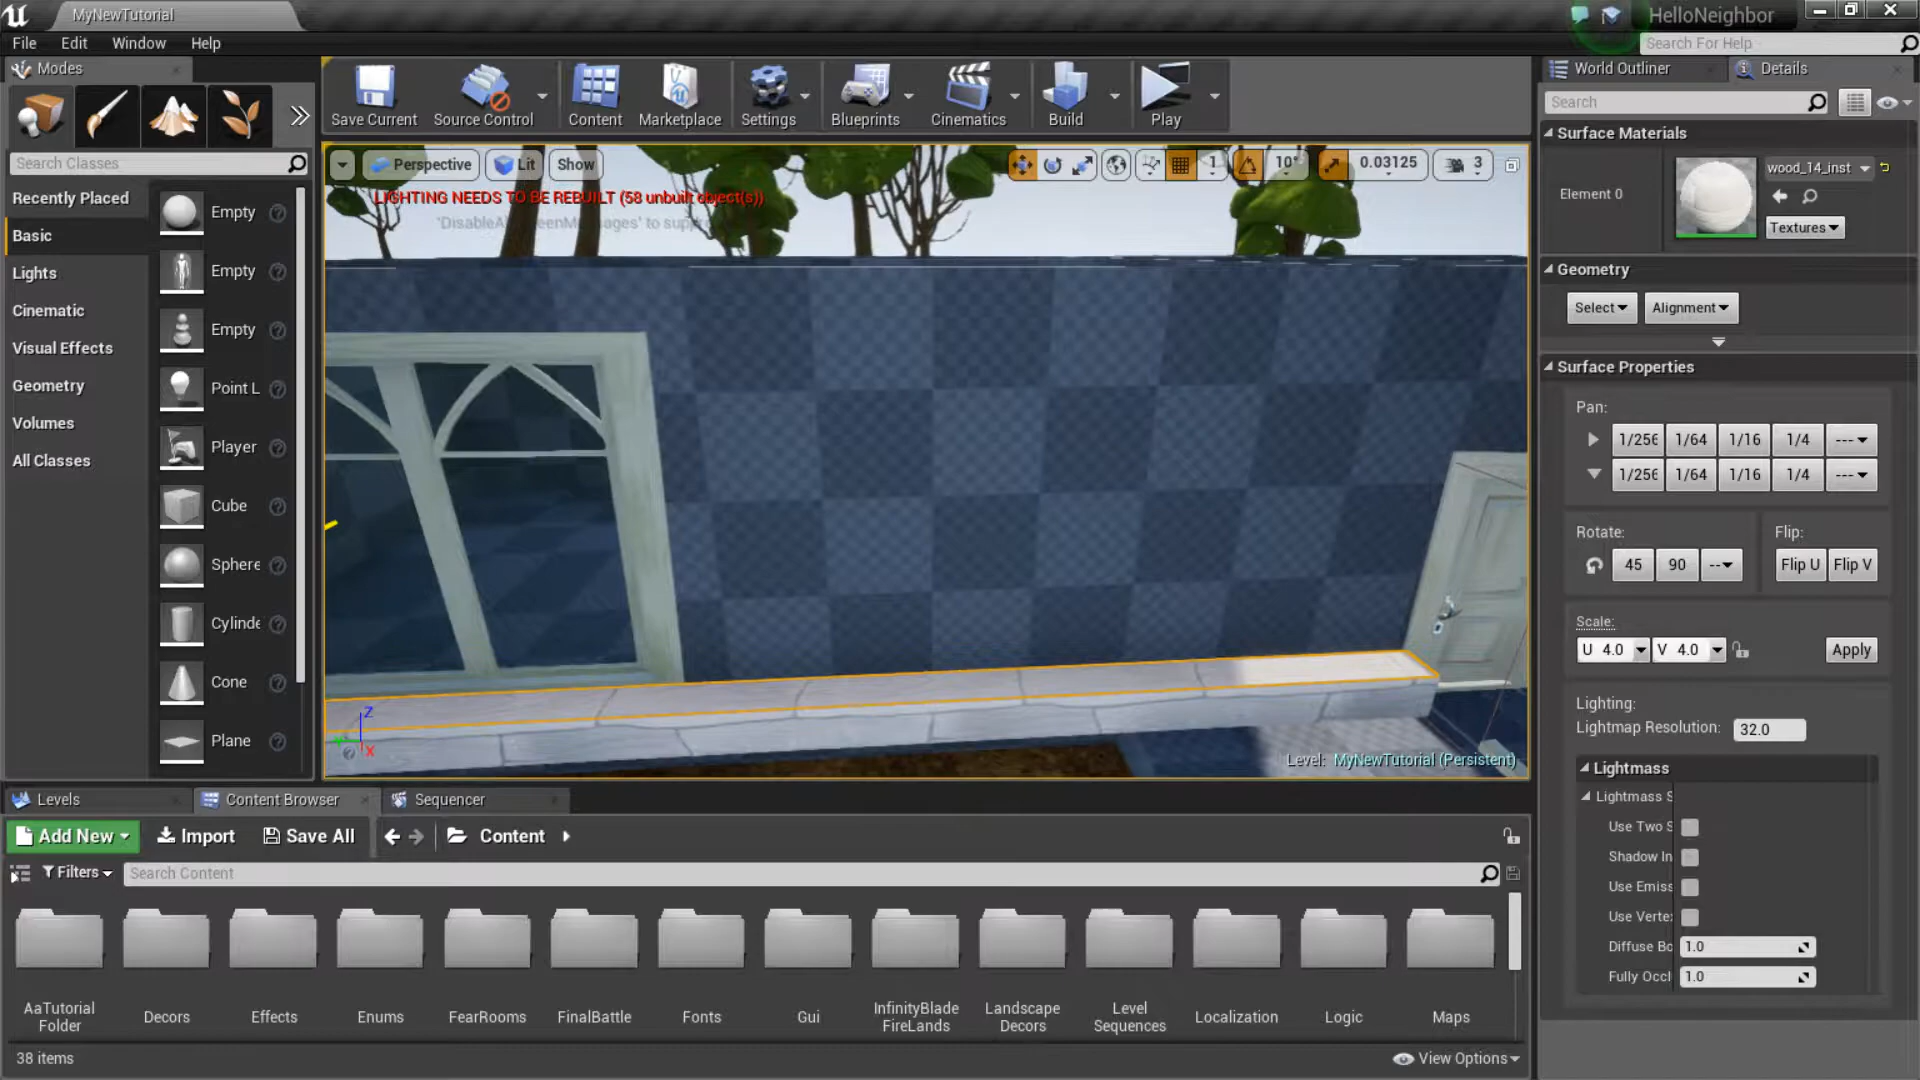 MyNewTutorial
HelloNeighbor
File Edit Window Help
Search For Help
Modes
World Outliner
Details
Save Current
Source Control
Content
Marketplace
Settings
Blueprints
Cinematics
Build
Play
Search
Surface Materials
Element 0
wood_14_inst
Textures
Geometry
Select
Alignment
Surface Properties
Pan:
1/256 1/64 1/16 1/4 ---
1/256 1/64 1/16 1/4 ---
Rotate:
Flip:
45 90 --
Flip U Flip V
Scale:
U 4.0 V 4.0 Apply
Lighting:
Lightmap Resolution: 32.0
Lightmass
Lightmass S
Use Two S
Shadow In
Use Emiss
Use Verte
Diffuse Bo 1.0
Fully Occl 1.0
Search Classes
Recently Placed
Basic
Lights
Cinematic
Visual Effects
Geometry
Volumes
All Classes
Empty
Empty
Empty
Point L
Player
Cube
Sphere
Cylinde
Cone
Plane
Perspective Lit Show
1 10° 0.03125 3
LIGHTING NEEDS TO BE REBUILT (58 unbuilt object(s))
Z
X
Level: MyNewTutorial (Persistent)
Levels
Content Browser
Sequencer
Add New
Import
Save All
Content
Filters
Search Content
AaTutorial
Folder
Decors
Effects
Enums
FearRooms
FinalBattle
Fonts
Gui
InfinityBlade
FireLands
Landscape
Decors
Level
Sequences
Localization
Logic
Maps
38 items
View Options